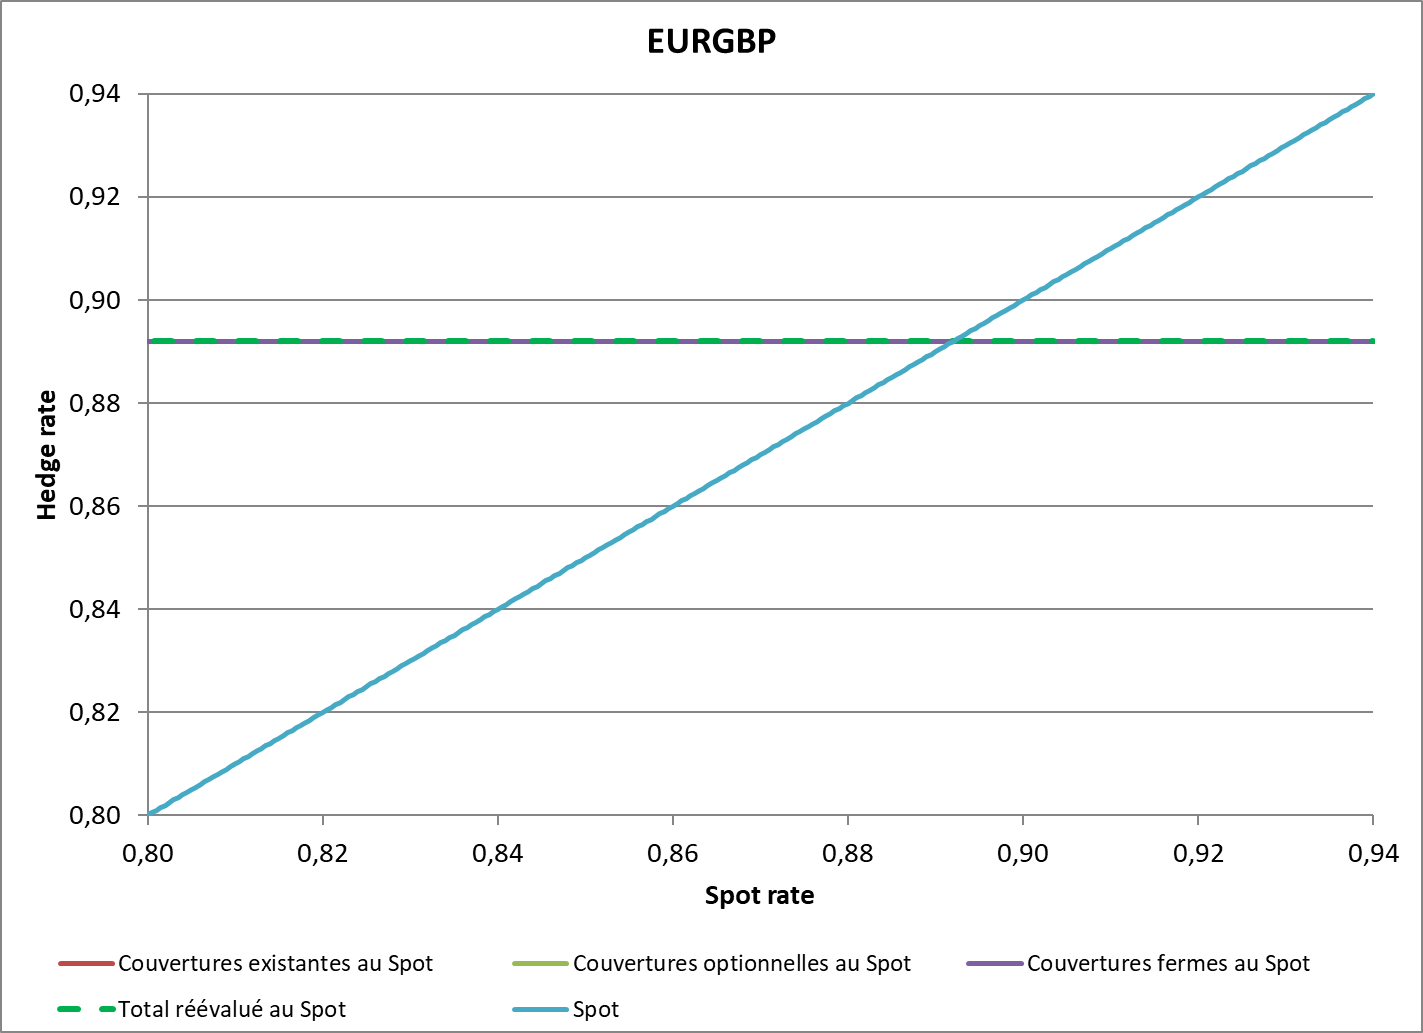 EURGBP
0,94
0,92
0,90
0,88
0,86
0,84
0,82
0,80
Hedge rate
0,80 0,82 0,84 0,86 0,88 0,90 0,92 0,94
Spot rate
Couvertures existantes au Spot Couvertures optionnelles au Spot Couvertures fermes au Spot
Total réévalué au Spot Spot